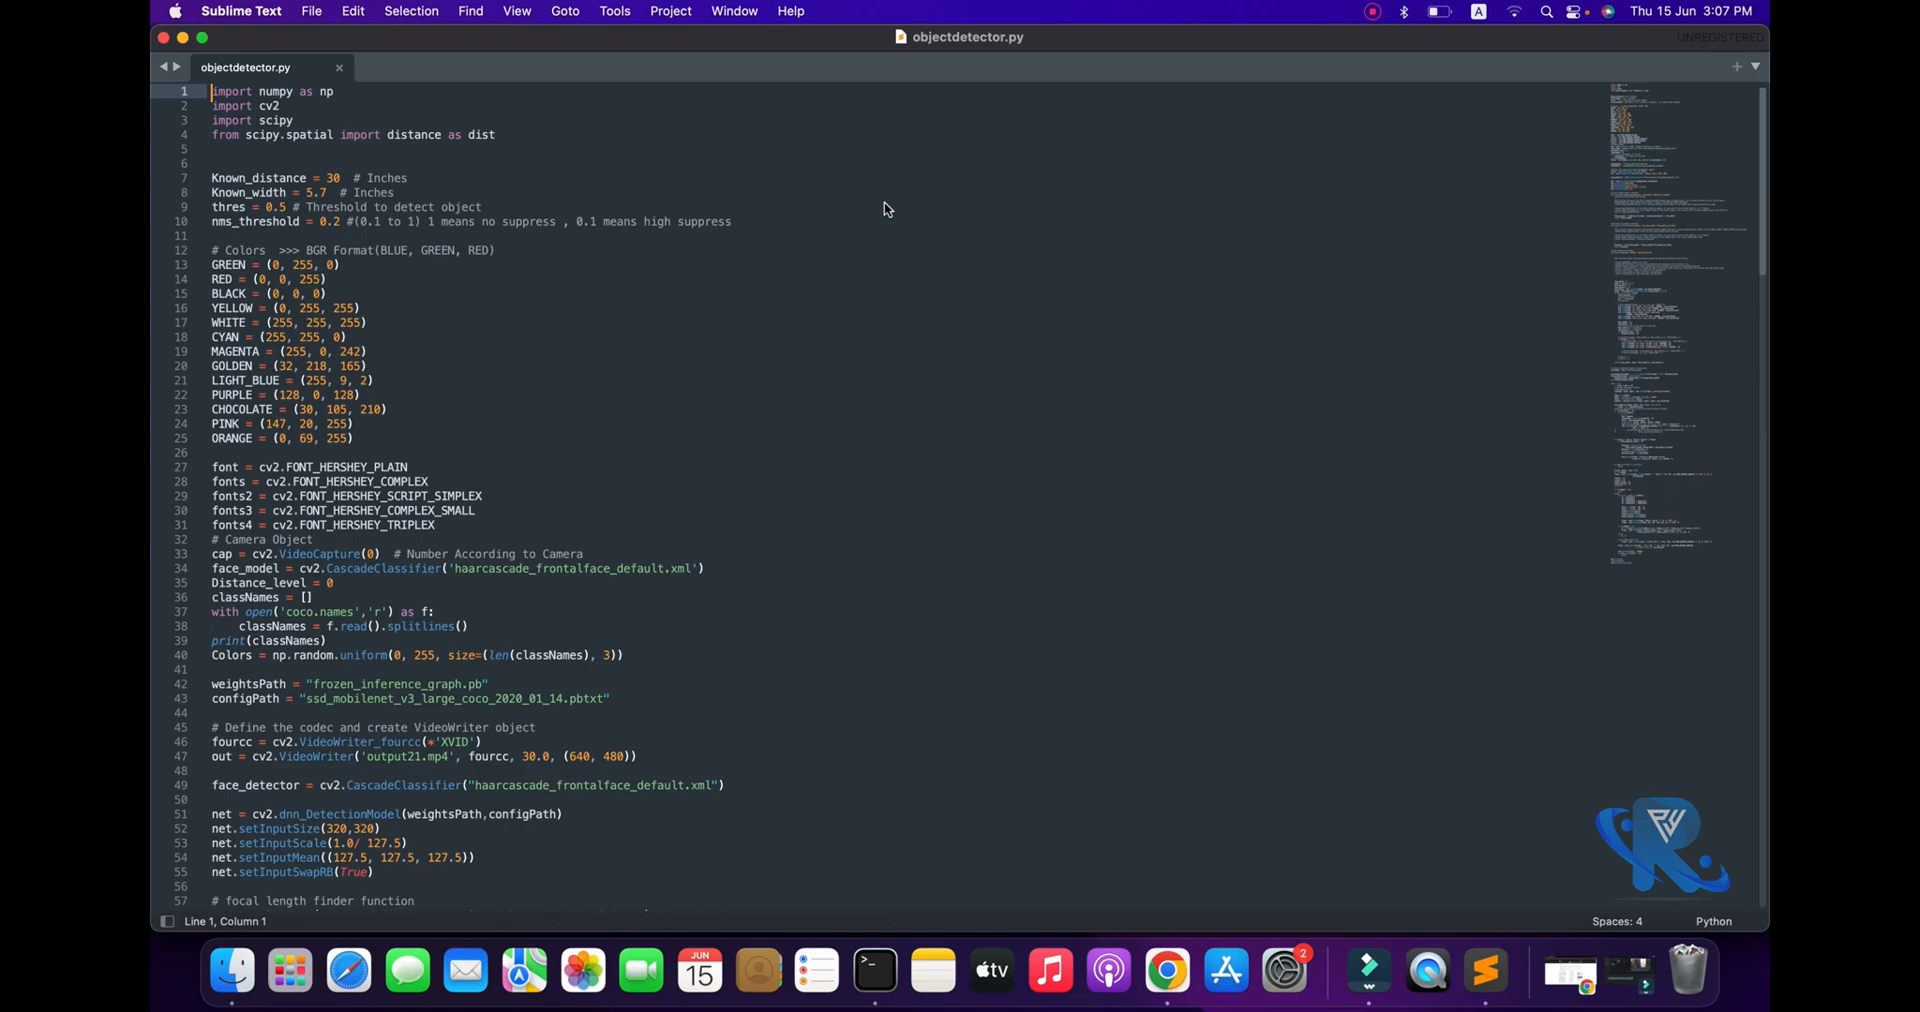 Sublime Text File Edit Selection Find View Goto Tools Project Window Help A Thu 15 Jun 3:07 PM
objectdetector.py UNREGISTERED
objectdetector.py
1 import numpy as np
2 import cv2
3 import scipy
4 from scipy.spatial import distance as dist
5
6
7 Known_distance = 30 # Inches
8 Known_width = 5.7 # Inches
9 thres = 0.5 # Threshold to detect object
10 nms_threshold = 0.2 #(0.1 to 1) 1 means no suppress , 0.1 means high suppress
11
12 # Colors >>> BGR Format(BLUE, GREEN, RED)
13 GREEN = (0, 255, 0)
14 RED = (0, 0, 255)
15 BLACK = (0, 0, 0)
16 YELLOW = (0, 255, 255)
17 WHITE = (255, 255, 255)
18 CYAN = (255, 255, 0)
19 MAGENTA = (255, 0, 242)
20 GOLDEN = (32, 218, 165)
21 LIGHT_BLUE = (255, 9, 2)
22 PURPLE = (128, 0, 128)
23 CHOCOLATE = (30, 105, 210)
24 PINK = (147, 20, 255)
25 ORANGE = (0, 69, 255)
26
27 font = cv2.FONT_HERSHEY_PLAIN
28 fonts = cv2.FONT_HERSHEY_COMPLEX
29 fonts2 = cv2.FONT_HERSHEY_SCRIPT_SIMPLEX
30 fonts3 = cv2.FONT_HERSHEY_COMPLEX_SMALL
31 fonts4 = cv2.FONT_HERSHEY_TRIPLEX
32 # Camera Object
33 cap = cv2.VideoCapture(0) # Number According to Camera
34 face_model = cv2.CascadeClassifier('haarcascade_frontalface_default.xml')
35 Distance_level = 0
36 classNames = []
37 with open('coco.names','r') as f:
38 classNames = f.read().splitlines()
39 print(classNames)
40 Colors = np.random.uniform(0, 255, size=(len(classNames), 3))
41
42 weightsPath = "frozen_inference_graph.pb"
43 configPath = "ssd_mobilenet_v3_large_coco_2020_01_14.pbtxt"
44
45 # Define the codec and create VideoWriter object
46 fourcc = cv2.VideoWriter_fourcc(*'XVID')
47 out = cv2.VideoWriter('output21.mp4', fourcc, 30.0, (640, 480))
48
49 face_detector = cv2.CascadeClassifier("haarcascade_frontalface_default.xml")
50
51 net = cv2.dnn_DetectionModel(weightsPath,configPath)
52 net.setInputSize(320,320)
53 net.setInputScale(1.0/ 127.5)
54 net.setInputMean((127.5, 127.5, 127.5))
55 net.setInputSwapRB(True)
56
57 # focal length finder function
PY
R
Line 1, Column 1 Spaces: 4 Python
JUN
15
tv
2